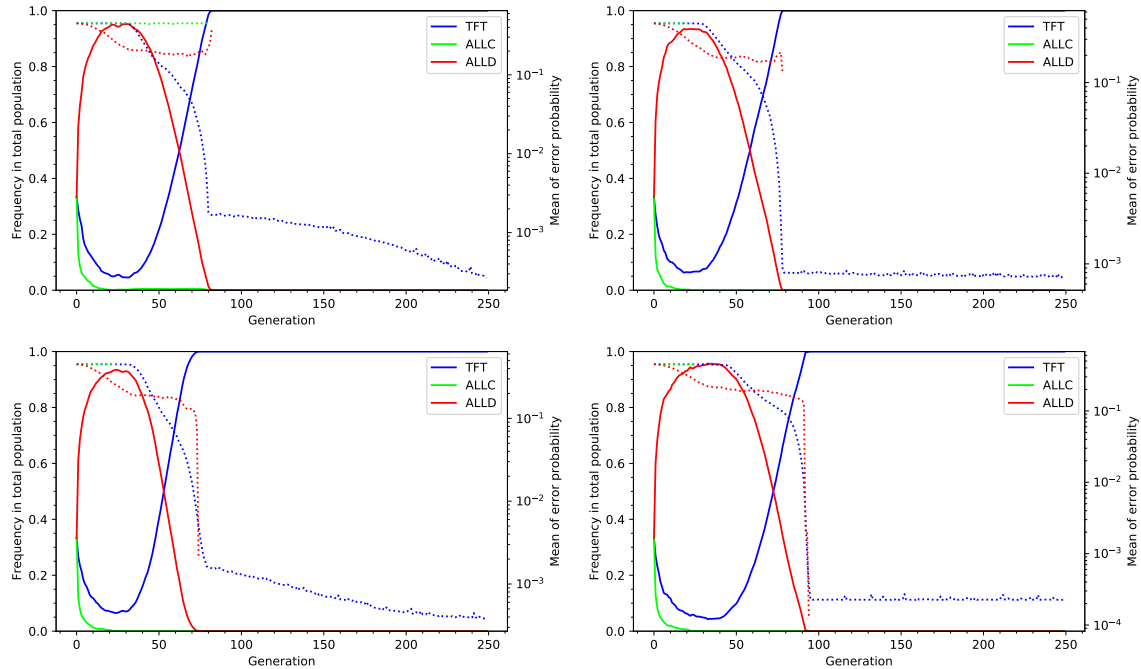 1.0
0.8
0.6
0.4
0.2
0.0
Frequency in total population
0 50 100 150 200 250
Generation
10⁻¹
10⁻²
10⁻³
Mean of error probability
TFT
ALLC
ALLD
1.0
0.8
0.6
0.4
0.2
0.0
Frequency in total population
0 50 100 150 200 250
Generation
10⁻¹
10⁻²
10⁻³
Mean of error probability
TFT
ALLC
ALLD
1.0
0.8
0.6
0.4
0.2
0.0
Frequency in total population
0 50 100 150 200 250
Generation
10⁻¹
10⁻²
10⁻³
Mean of error probability
TFT
ALLC
ALLD
1.0
0.8
0.6
0.4
0.2
0.0
Frequency in total population
0 50 100 150 200 250
Generation
10⁻¹
10⁻²
10⁻³
10⁻⁴
Mean of error probability
TFT
ALLC
ALLD